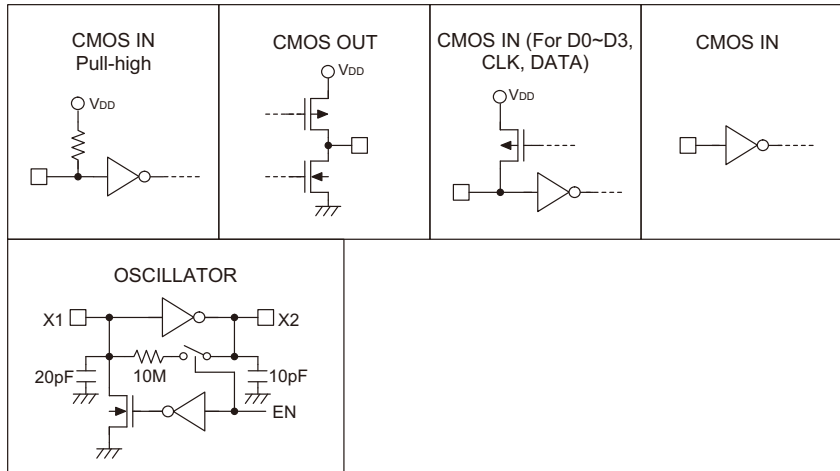 CMOS IN
Pull-high
VDD
CMOS OUT
VDD
CMOS IN (For D0~D3,
CLK, DATA)
VDD
CMOS IN
OSCILLATOR
X1
X2
20pF
10M
10pF
EN